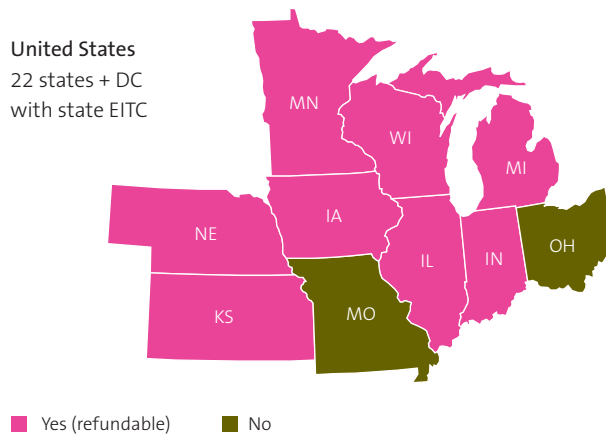 United States
22 states + DC
with state EITC
MN
WI
MI
IA
NE
IL
IN
OH
KS
MO
Yes (refundable)
No